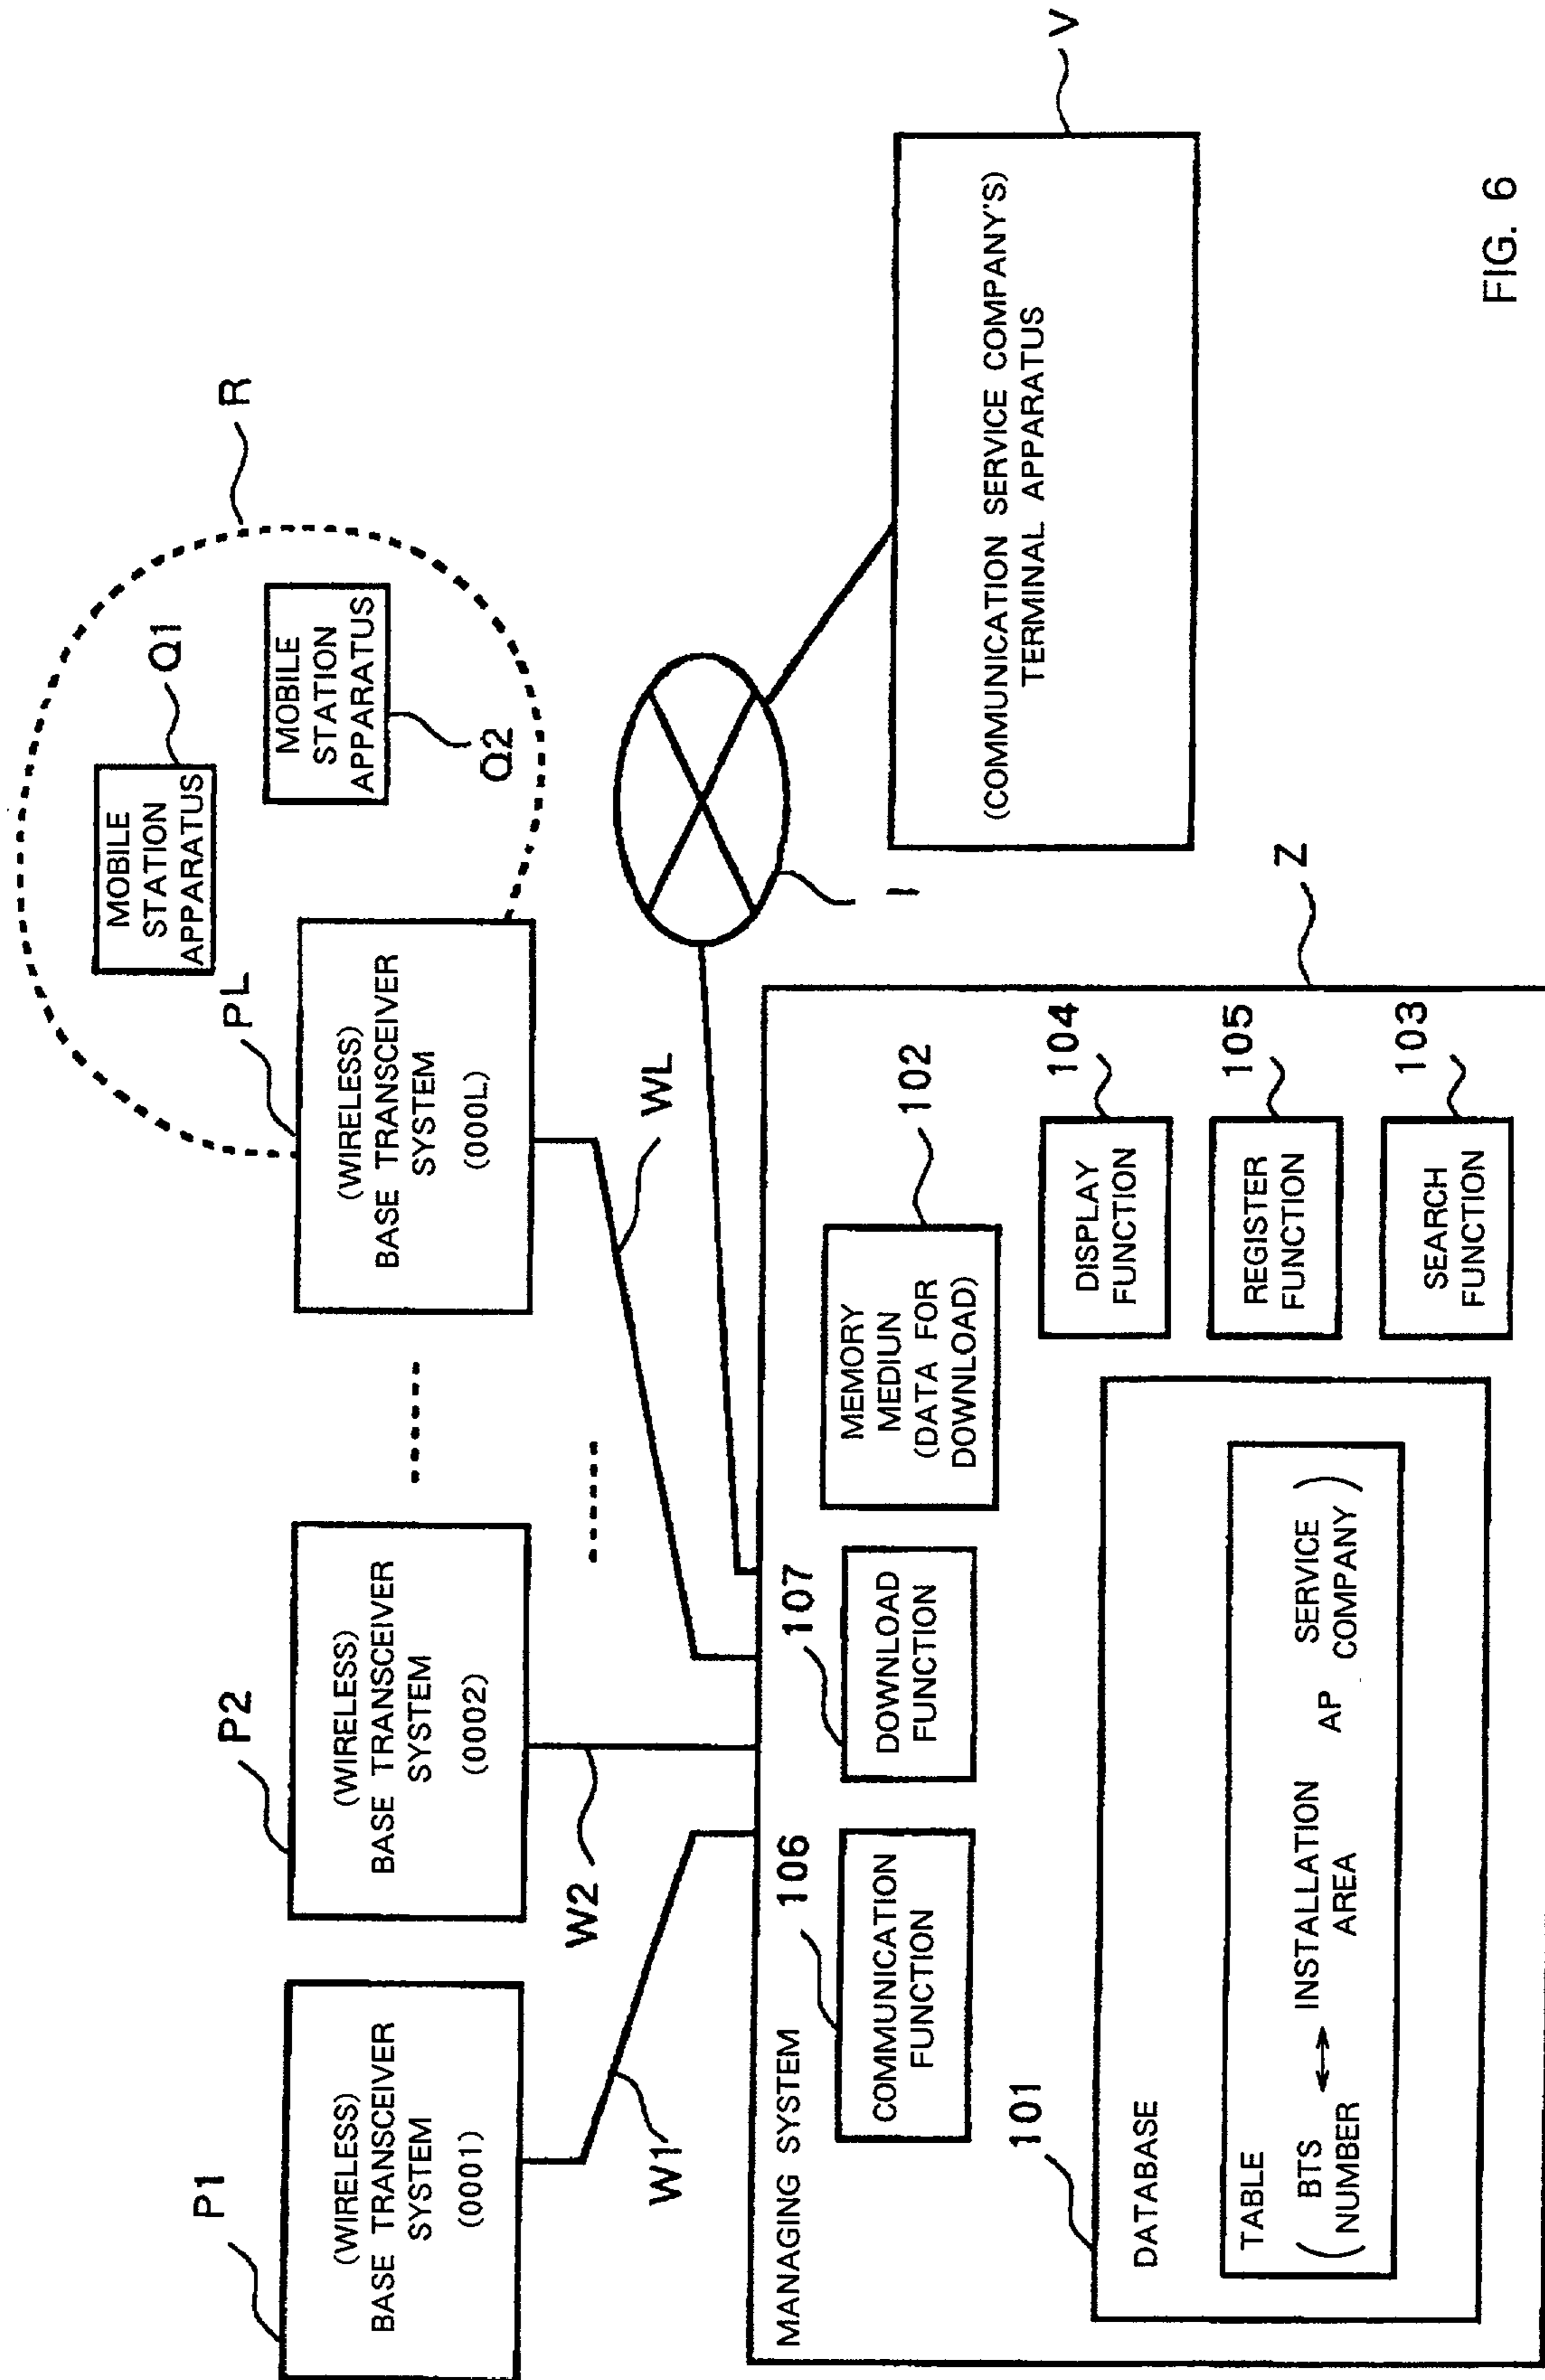 P1
(WIRELESS)
BASE TRANSCEIVER
SYSTEM
(0001)
W1
P2
(WIRELESS)
BASE TRANSCEIVER
SYSTEM
(0002)
W2
PL
(WIRELESS)
BASE TRANSCEIVER
SYSTEM
(000L)
WL
MOBILE
STATION
APPARATUS
Q1
MOBILE
STATION
APPARATUS
Q2
R
I
(COMMUNICATION SERVICE COMPANY'S)
TERMINAL APPARATUS
V
MANAGING SYSTEM
Z
106
COMMUNICATION
FUNCTION
107
DOWNLOAD
FUNCTION
MEMORY
MEDIUN
(DATA FOR
DOWNLOAD)
102
101
DATABASE
TABLE
( BTS ↔ INSTALLATION AP SERVICE )
NUMBER AREA COMPANY
DISPLAY
FUNCTION
104
REGISTER
FUNCTION
105
SEARCH
FUNCTION
103
FIG. 6